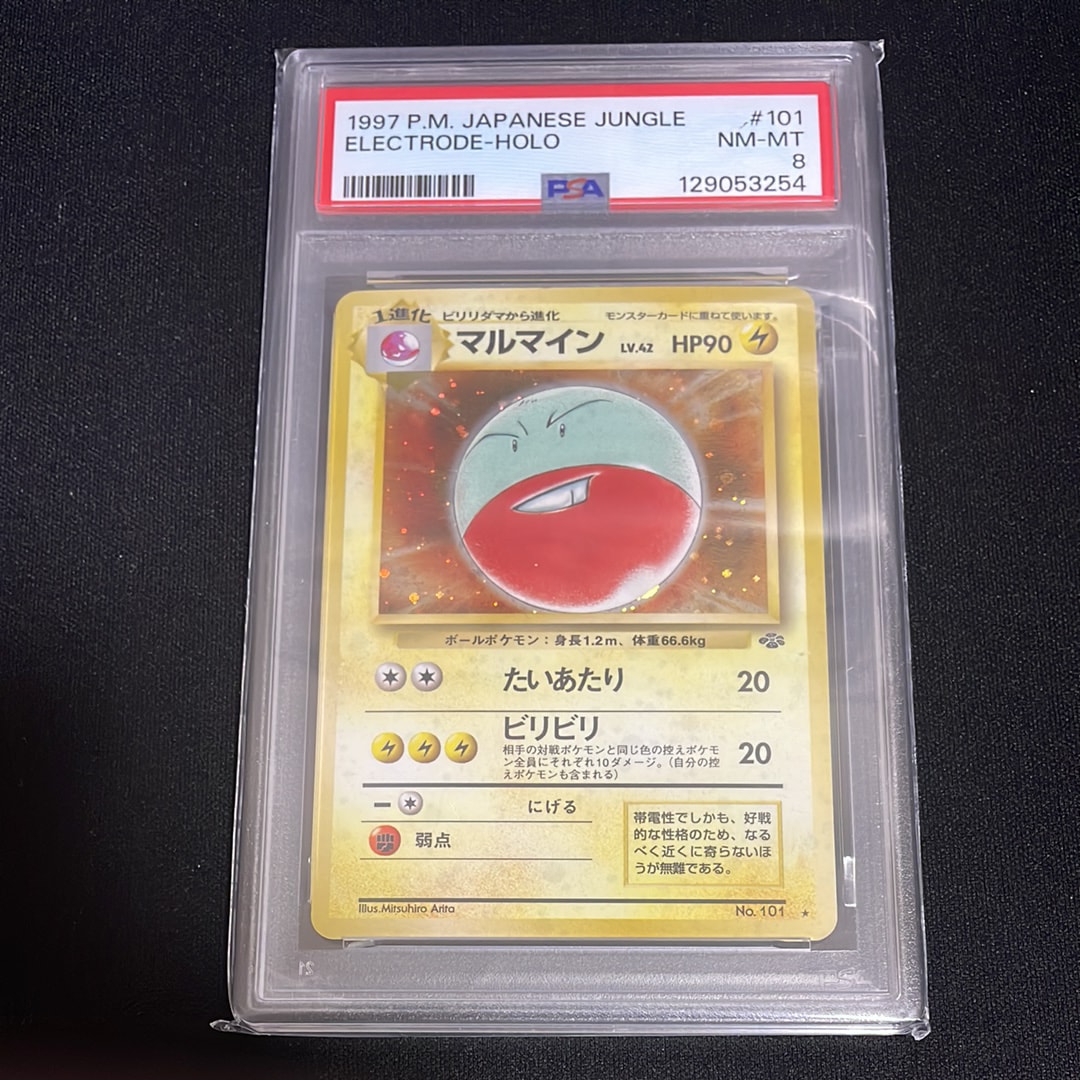 1997 P.M. JAPANESE JUNGLE #101
ELECTRODE-HOLO NM-MT
8
PSA 129053254
1進化 ビリリダマから進化 モンスターカードに重ねて使います。
マルマイン LV.42 HP90
ボールポケモン：身長1.2m、体重66.6kg
たいあたり 20
ビリビリ 20
相手の対戦ポケモンと同じ色の控えポケモ
ン全員にそれぞれ10ダメージ。（自分の控
えポケモンも含まれる）
にげる
弱点
帯電性でしかも、好戦
的な性格のため、なる
べく近くに寄らないほ
うが無難である。
Illus.Mitsuhiro Arita No. 101
21